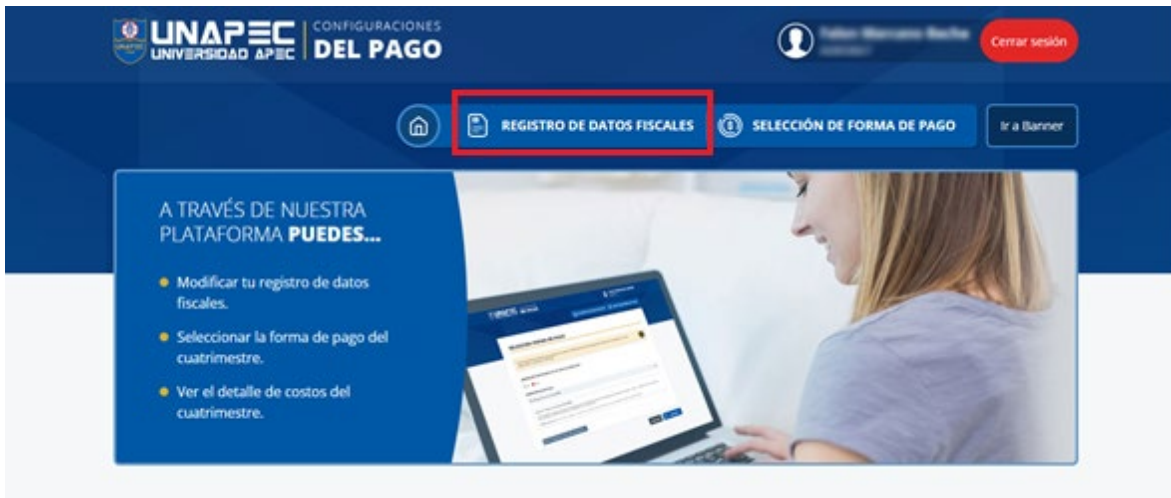 UNAPEC
UNIVERSIDAD APEC
CONFIGURACIONES
DEL PAGO
Cerrar sesión
REGISTRO DE DATOS FISCALES
SELECCIÓN DE FORMA DE PAGO
Ir a Banner
A TRAVÉS DE NUESTRA
PLATAFORMA PUEDES...
Modificar tu registro de datos
fiscales.
Seleccionar la forma de pago del
cuatrimestre.
Ver el detalle de costos del
cuatrimestre.